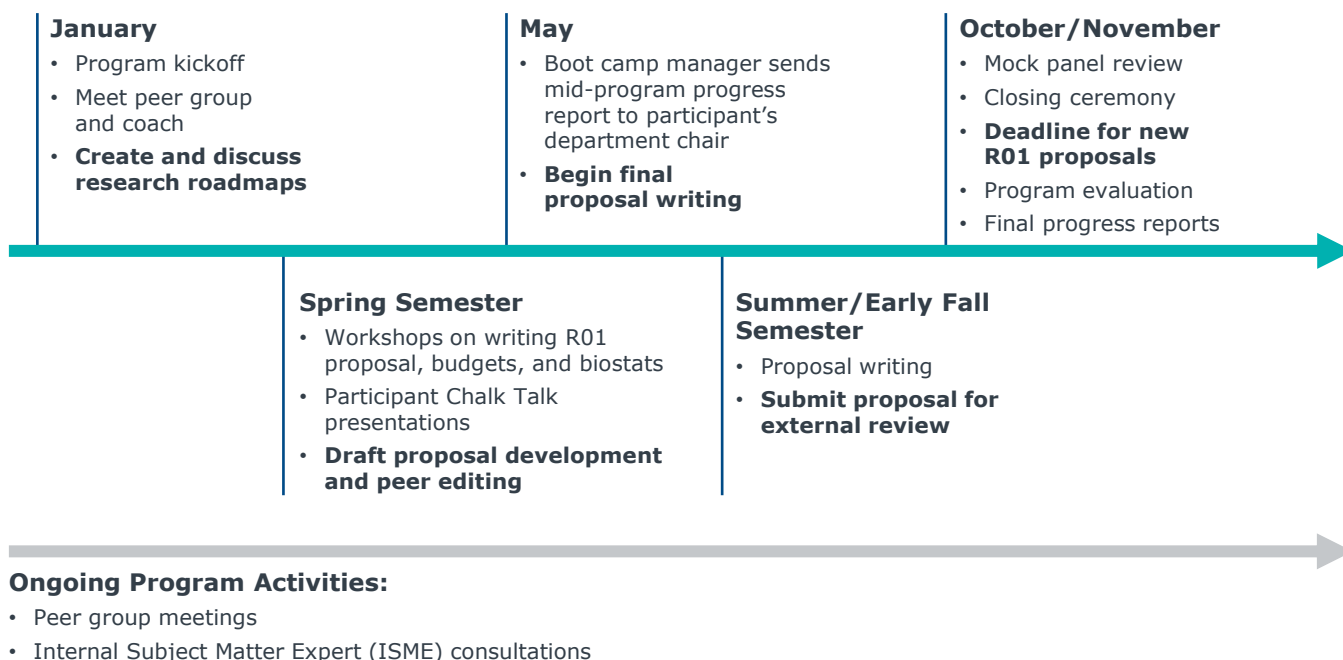 January
• Program kickoff
• Meet peer group
and coach
• Create and discuss
research roadmaps
May
• Boot camp manager sends
mid-program progress
report to participant’s
department chair
• Begin final
proposal writing
October/November
• Mock panel review
• Closing ceremony
• Deadline for new
R01 proposals
• Program evaluation
• Final progress reports
Spring Semester
• Workshops on writing R01
proposal, budgets, and biostats
• Participant Chalk Talk
presentations
• Draft proposal development
and peer editing
Summer/Early Fall
Semester
• Proposal writing
• Submit proposal for
external review
Ongoing Program Activities:
• Peer group meetings
• Internal Subject Matter Expert (ISME) consultations